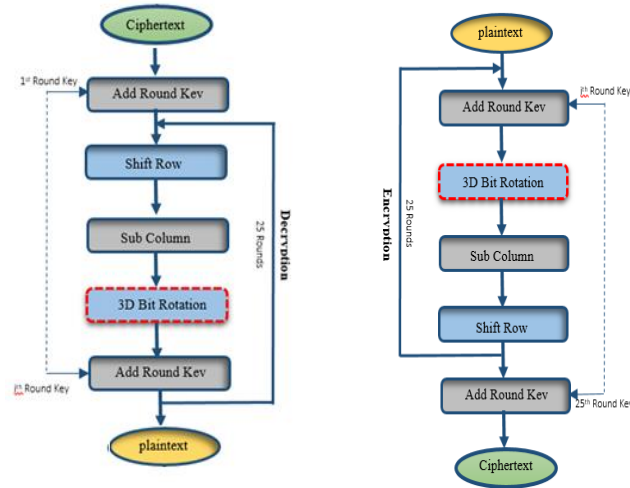 Ciphertext
1st Round Key
Add Round Kev
Shift Row
Sub Column
3D Bit Rotation
Add Round Kev
ith Round Key
plaintext
Decryption
25 Rounds
plaintext
Add Round Kev
ith Round Key
3D Bit Rotation
Sub Column
Shift Row
Add Round Kev
25th Round Key
Ciphertext
Encryption
25 Rounds